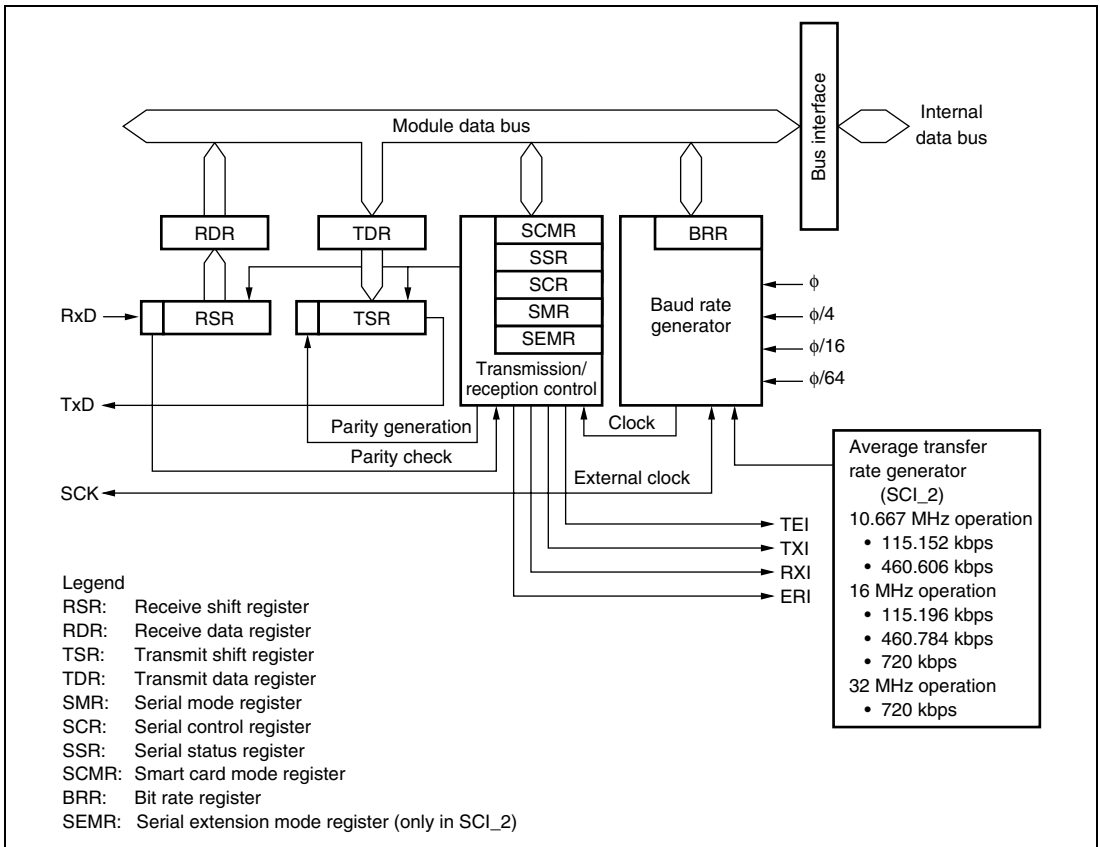 Module data bus
Bus interface
Internal
data bus
RDR
TDR
SCMR
SSR
SCR
SMR
SEMR
Transmission/
reception control
BRR
Baud rate
generator
ϕ
ϕ/4
ϕ/16
ϕ/64
RxD
RSR
TSR
TxD
Parity generation
Parity check
Clock
External clock
SCK
TEI
TXI
RXI
ERI
Average transfer
rate generator
(SCI_2)
10.667 MHz operation
• 115.152 kbps
• 460.606 kbps
16 MHz operation
• 115.196 kbps
• 460.784 kbps
• 720 kbps
32 MHz operation
• 720 kbps
Legend
RSR: Receive shift register
RDR: Receive data register
TSR: Transmit shift register
TDR: Transmit data register
SMR: Serial mode register
SCR: Serial control register
SSR: Serial status register
SCMR: Smart card mode register
BRR: Bit rate register
SEMR: Serial extension mode register (only in SCI_2)